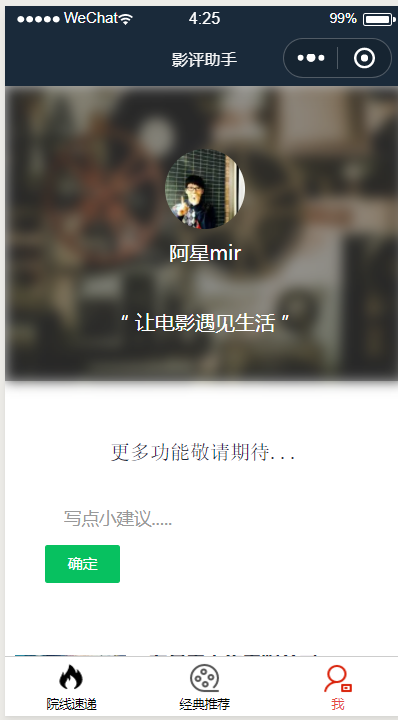 WeChat 4:25 99%
影评助手
阿星mir
“ 让电影遇见生活 ”
更多功能敬请期待...
写点小建议.....
确定
院线速递 经典推荐 我